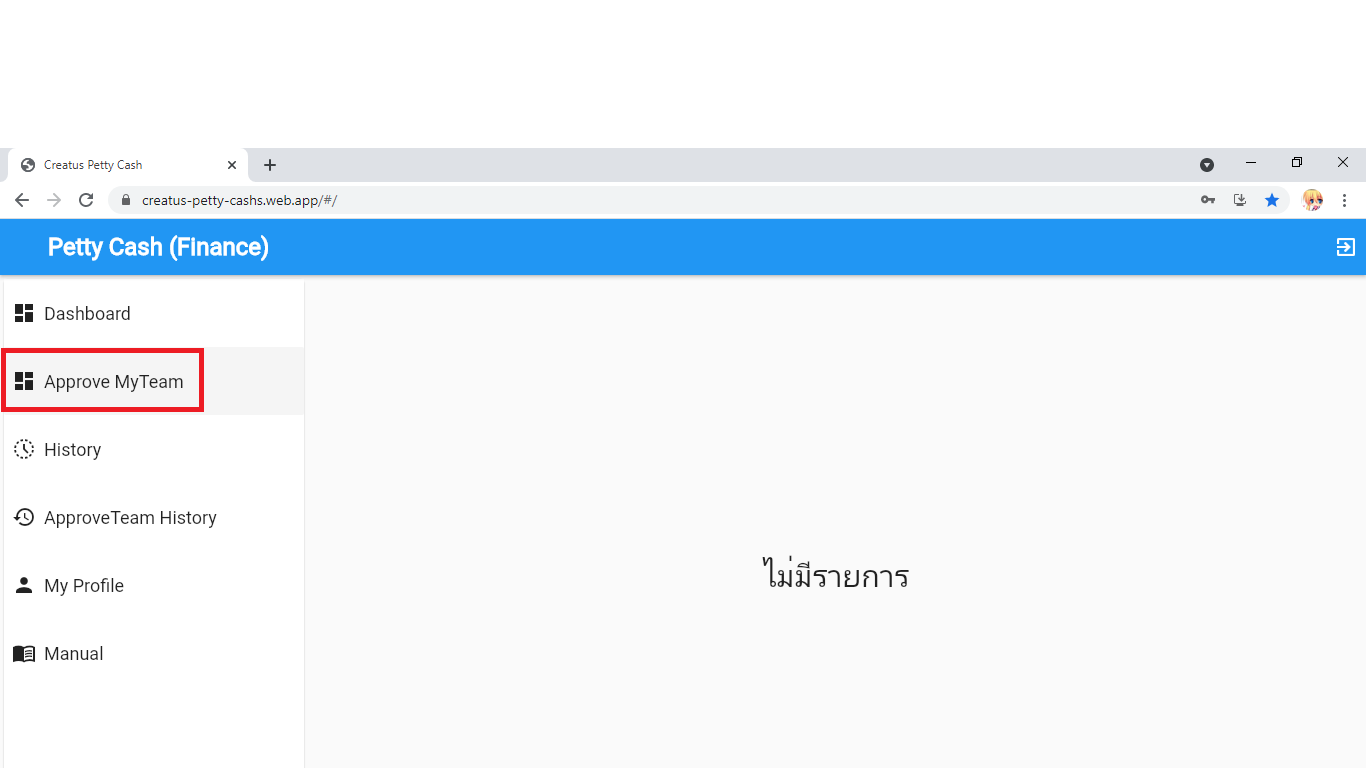 Creatus Petty Cash
creatus-petty-cashs.web.app/#/
Petty Cash (Finance)
Dashboard
Approve MyTeam
History
ApproveTeam History
My Profile
Manual
ไม่มีรายการ